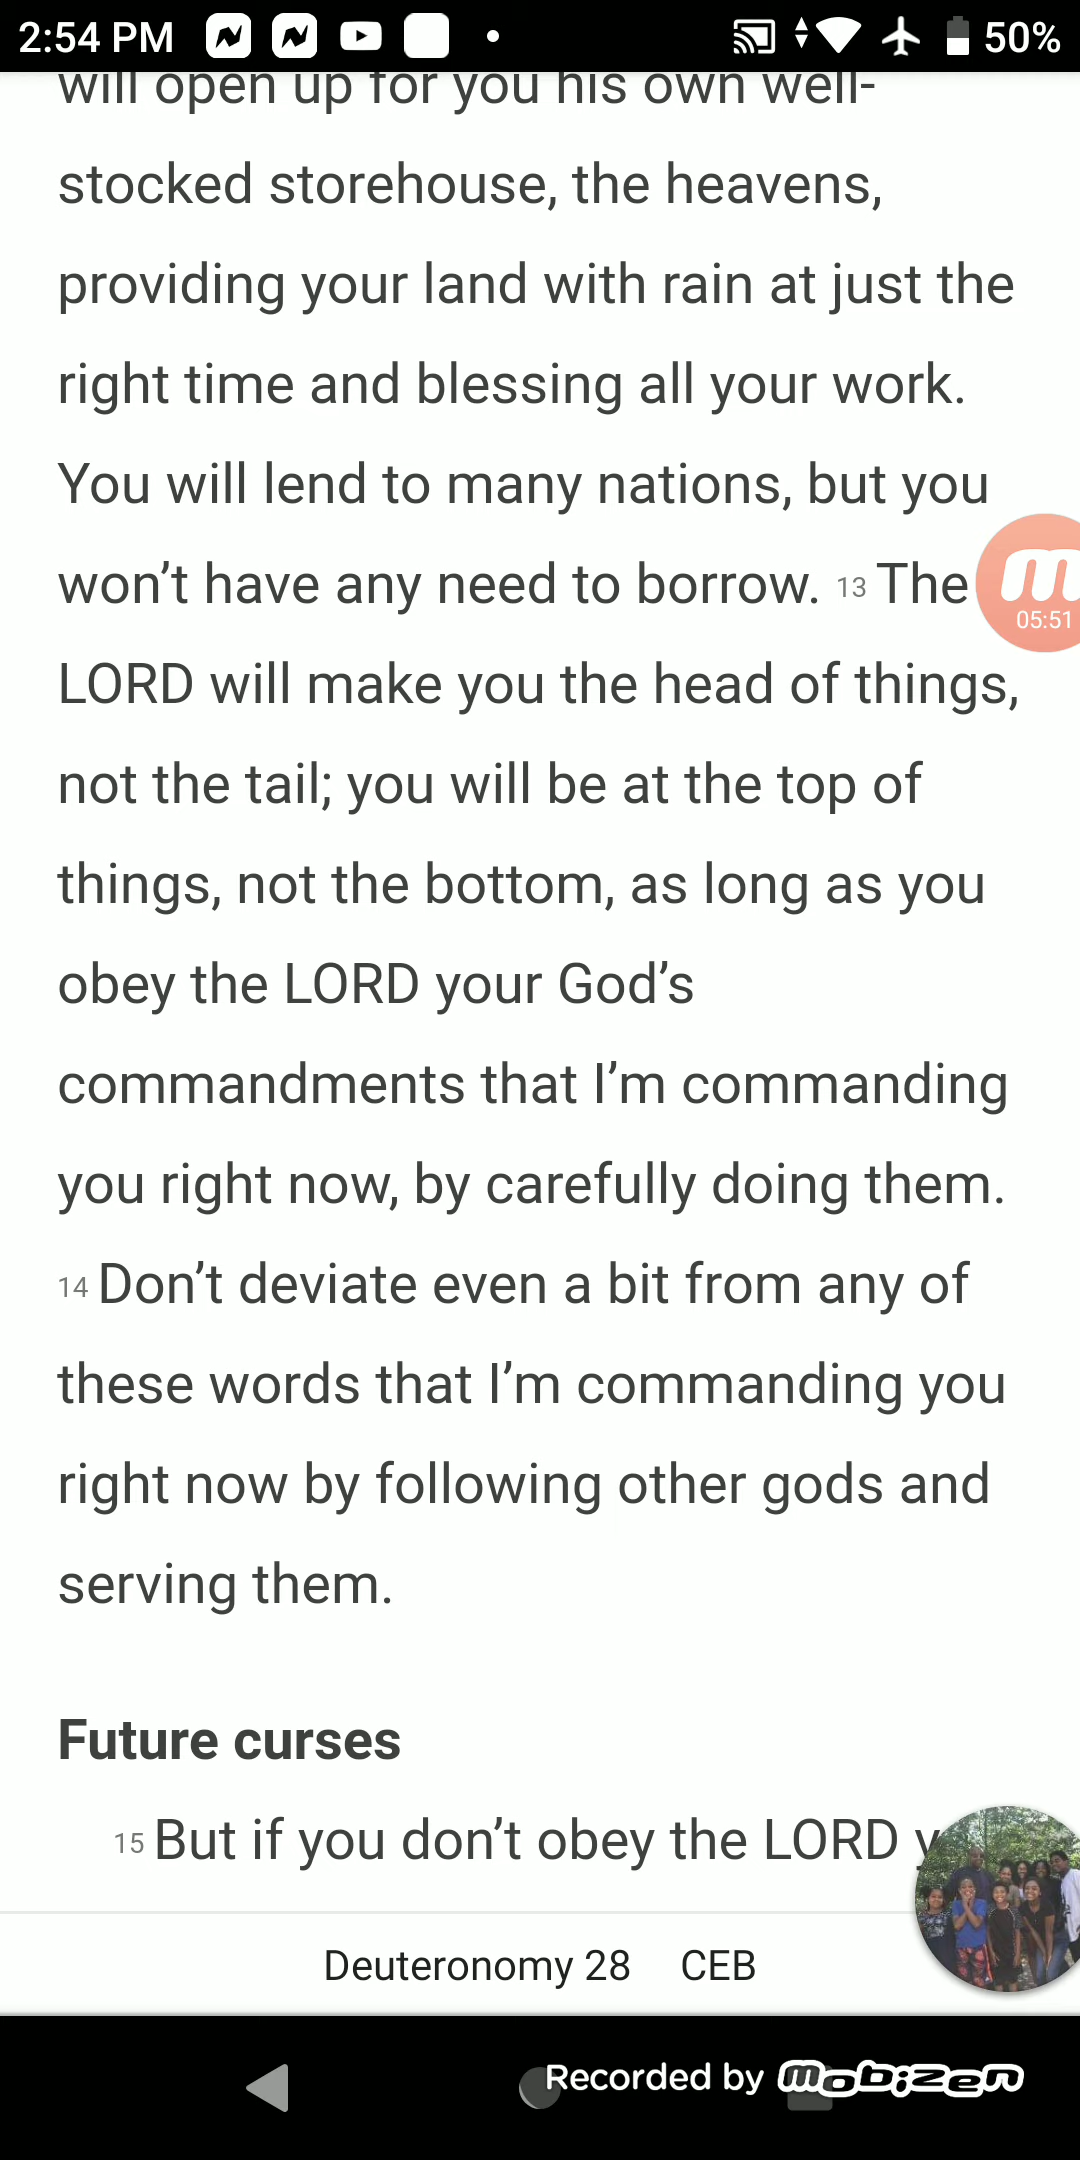 2:54 PM 50%
will open up for you his own well-
stocked storehouse, the heavens,
providing your land with rain at just the
right time and blessing all your work.
You will lend to many nations, but you
won’t have any need to borrow. 13 The
05:51
LORD will make you the head of things,
not the tail; you will be at the top of
things, not the bottom, as long as you
obey the LORD your God’s
commandments that I’m commanding
you right now, by carefully doing them.
14 Don’t deviate even a bit from any of
these words that I’m commanding you
right now by following other gods and
serving them.
Future curses
15 But if you don’t obey the LORD y
Deuteronomy 28 CEB
Recorded by mobizen